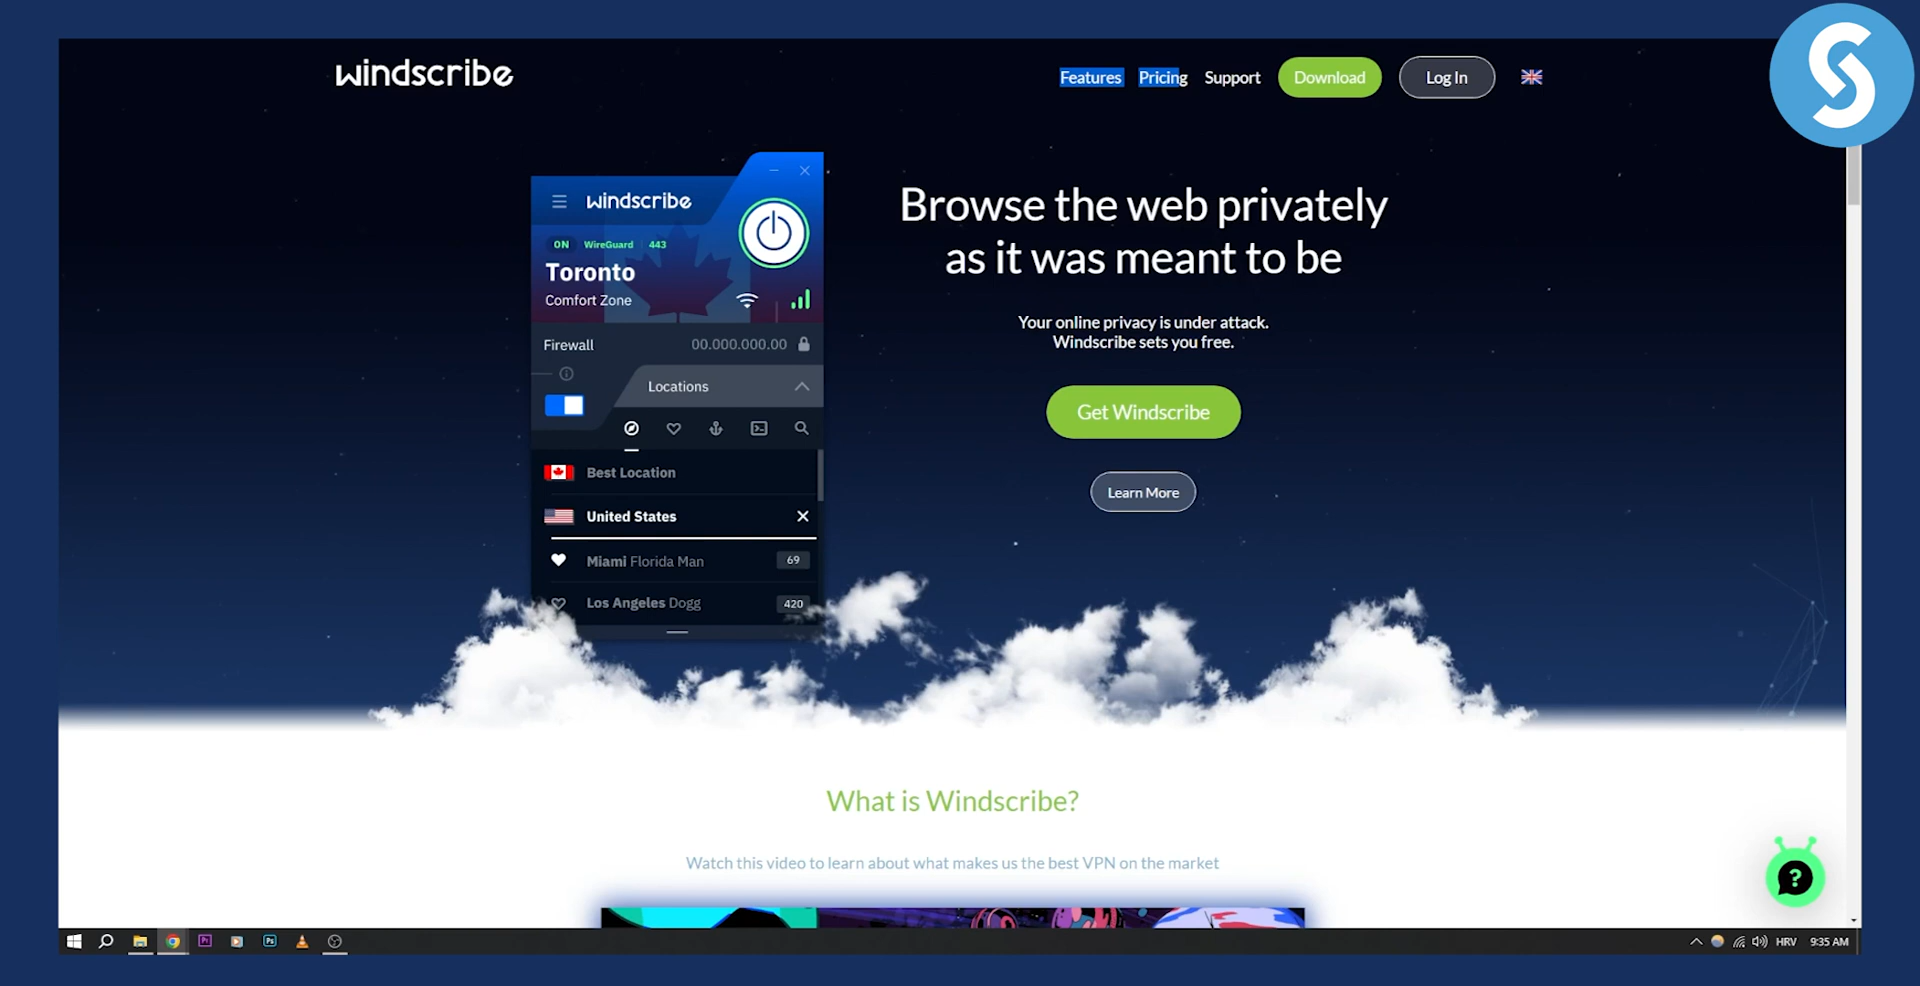 windscribe
Features Pricing Support Download Log In
windscribe
ON WireGuard 443
Toronto
Comfort Zone
Firewall 00.000.000.00
Locations
Best Location
United States
Miami Florida Man 69
Los Angeles Dogg 420
Browse the web privately
as it was meant to be
Your online privacy is under attack.
Windscribe sets you free.
Get Windscribe
Learn More
What is Windscribe?
Watch this video to learn about what makes us the best VPN on the market
HRV 9:35 AM